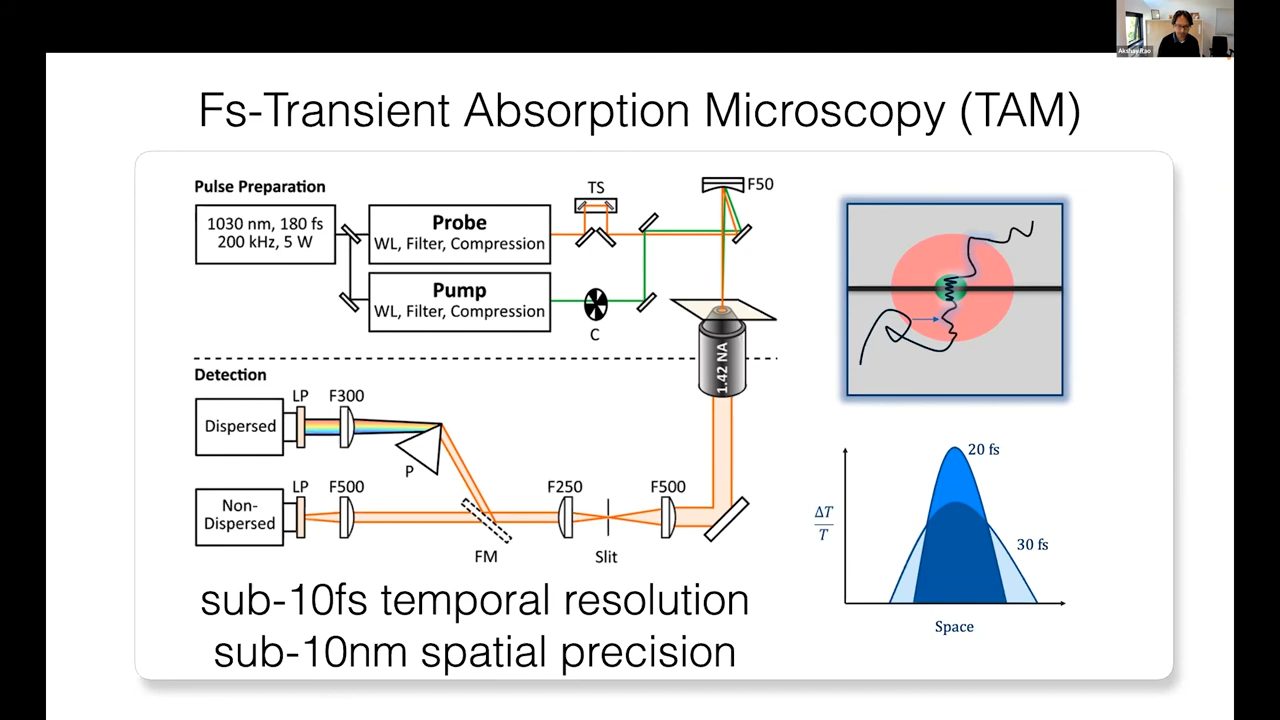 Akshay Rao
Fs-Transient Absorption Microscopy (TAM)
Pulse Preparation
1030 nm, 180 fs
200 kHz, 5 W
Probe
WL, Filter, Compression
Pump
WL, Filter, Compression
TS
C
F50
1.42 NA
Detection
Dispersed
LP
F300
P
Non-
Dispersed
LP
F500
FM
F250
Slit
F500
sub-10fs temporal resolution
sub-10nm spatial precision
20 fs
30 fs
ΔT
T
Space